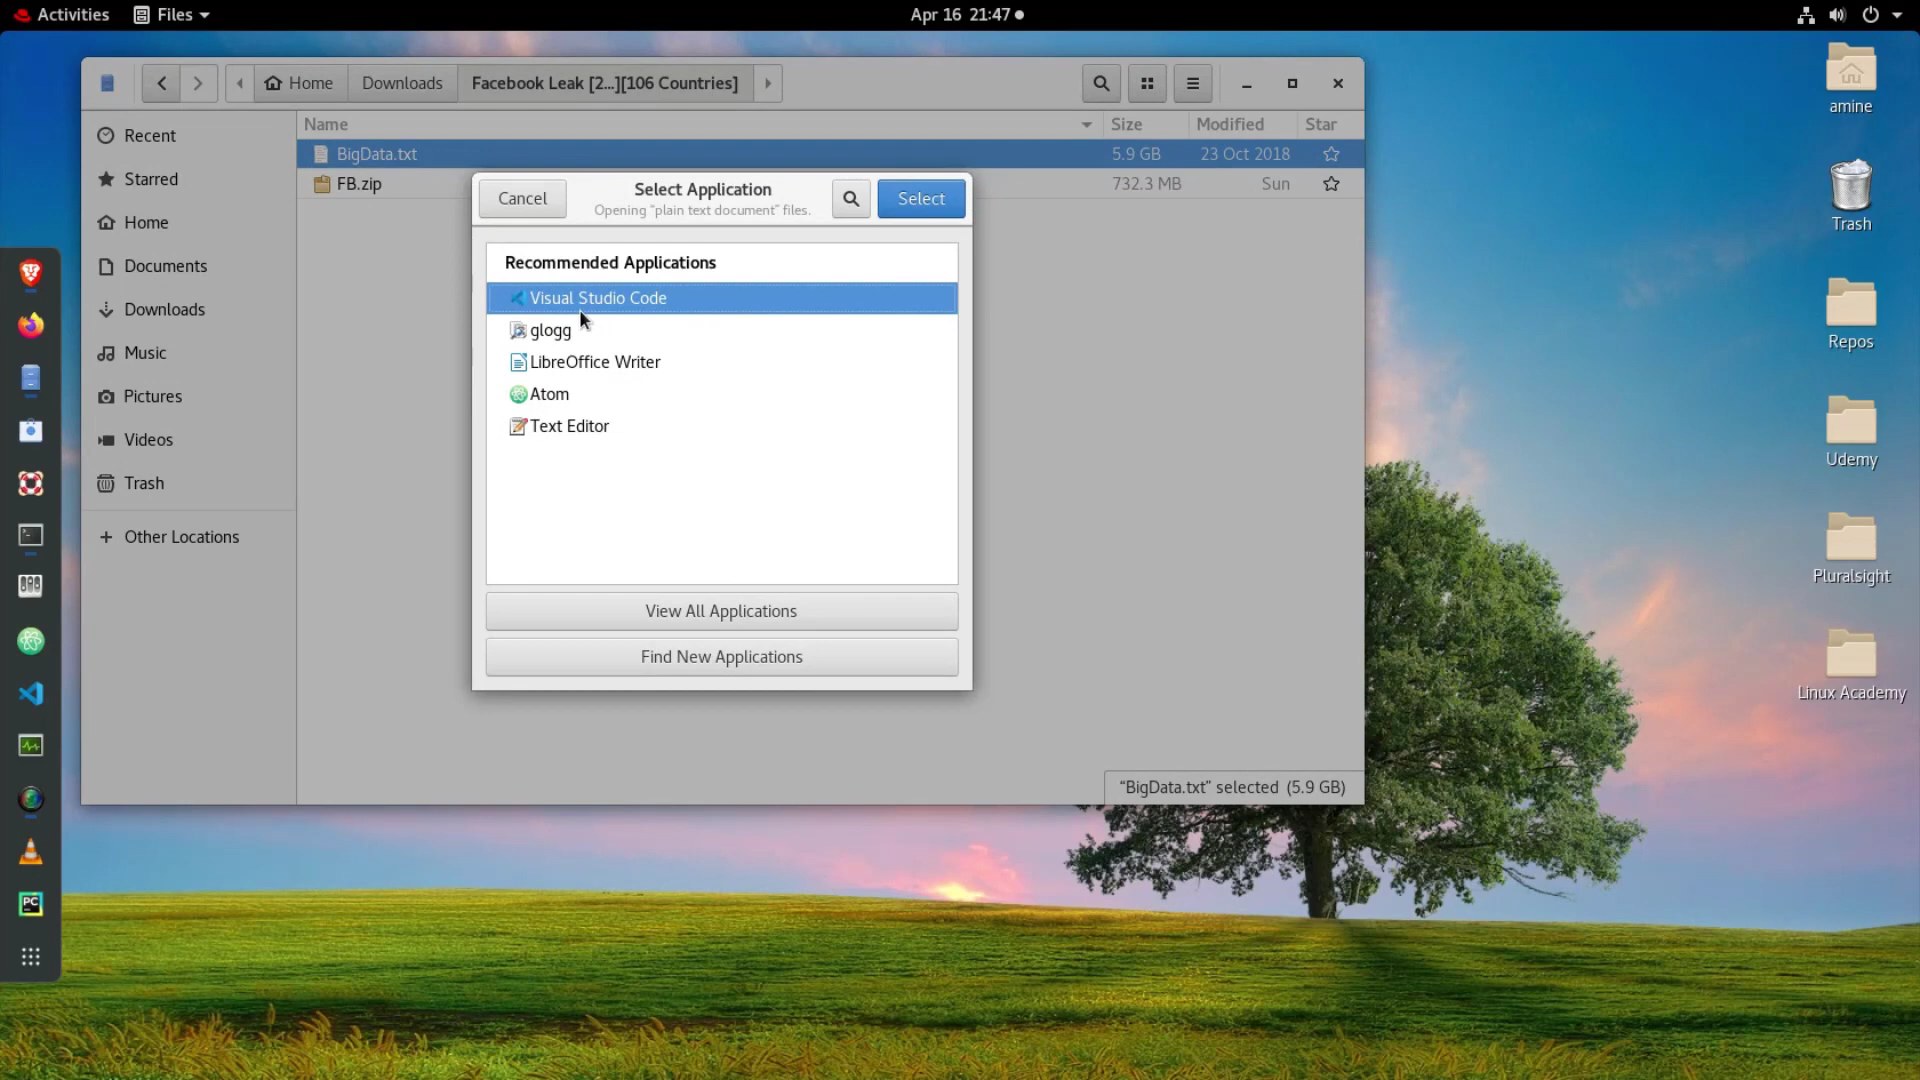 Activities Files Apr 16 21:47
Home Downloads Facebook Leak [2...][106 Countries]
Name Size Modified Star
BigData.txt 5.9 GB 23 Oct 2018
FB.zip 732.3 MB Sun
Recent
Starred
Home
Documents
Downloads
Music
Pictures
Videos
Trash
Other Locations
Cancel Select Application Select
Opening "plain text document" files.
Recommended Applications
Visual Studio Code
glogg
LibreOffice Writer
Atom
Text Editor
View All Applications
Find New Applications
"BigData.txt" selected (5.9 GB)
amine
Trash
Repos
Udemy
Pluralsight
Linux Academy
PC